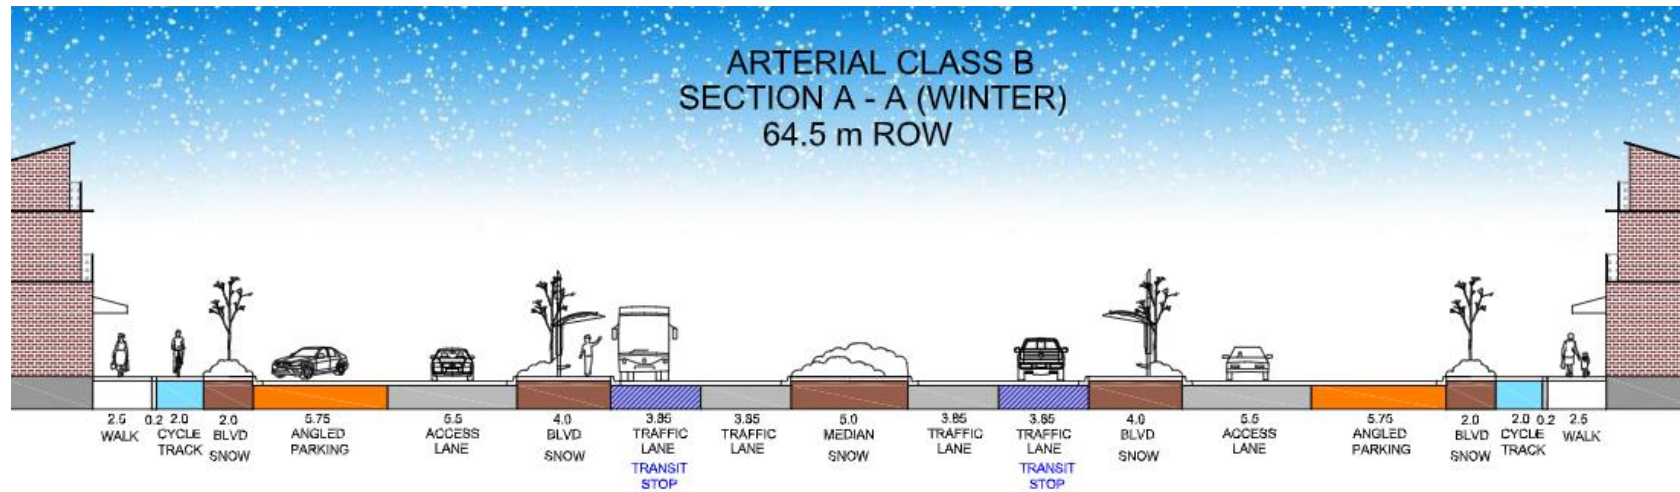 ARTERIAL CLASS B
SECTION A - A (WINTER)
64.5 m ROW
2.5
WALK
0.2
2.0
CYCLE
TRACK
2.0
BLVD
SNOW
5.75
ANGLED
PARKING
5.5
ACCESS
LANE
4.0
BLVD
SNOW
3.85
TRAFFIC
LANE
TRANSIT
STOP
3.85
TRAFFIC
LANE
5.0
MEDIAN
SNOW
3.85
TRAFFIC
LANE
3.85
TRAFFIC
LANE
TRANSIT
STOP
4.0
BLVD
SNOW
5.5
ACCESS
LANE
5.75
ANGLED
PARKING
2.0
BLVD
SNOW
2.0
CYCLE
TRACK
0.2
2.5
WALK